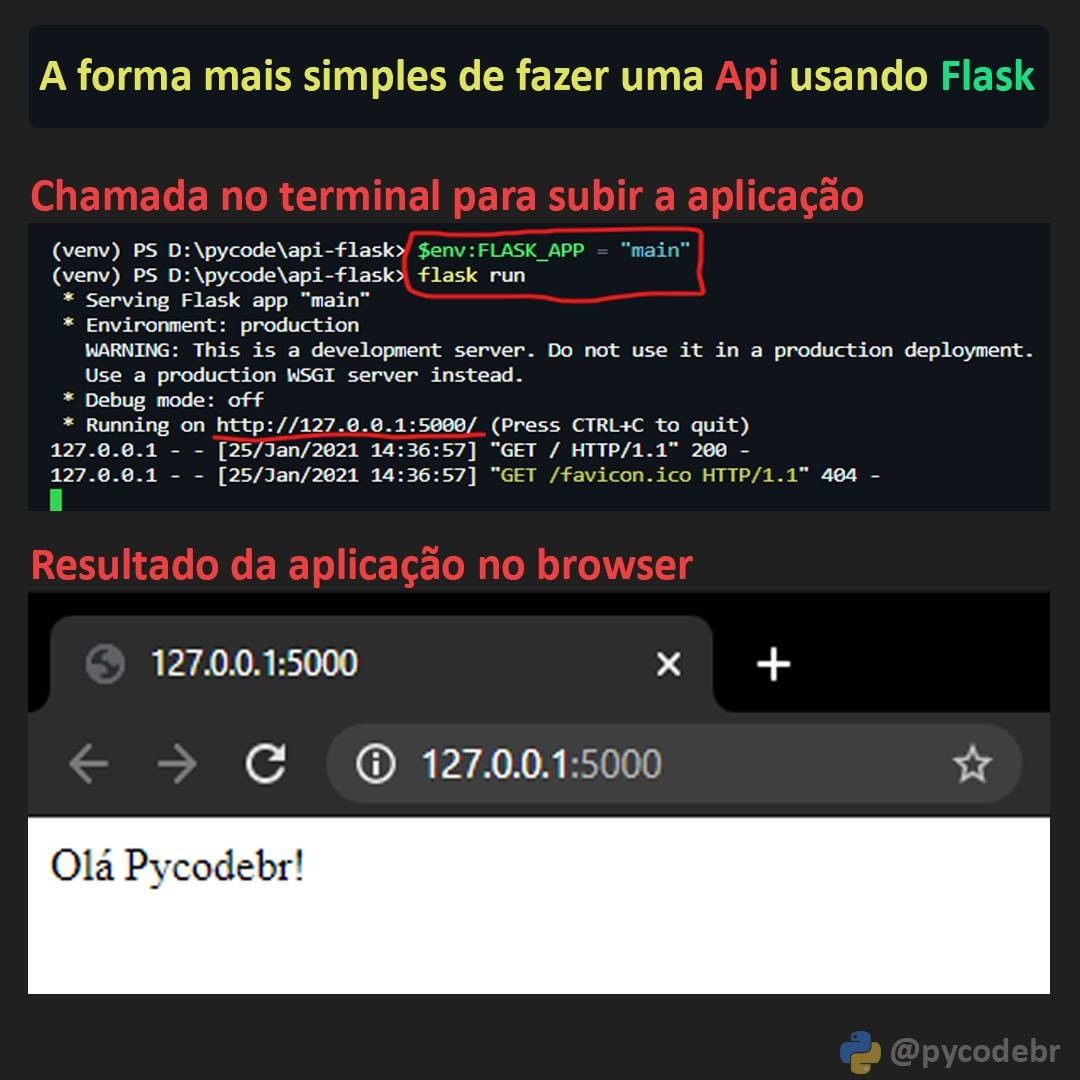 A forma mais simples de fazer uma Api usando Flask
Chamada no terminal para subir a aplicação
(venv) PS D:\pycode\api-flask> $env:FLASK_APP = "main"
(venv) PS D:\pycode\api-flask> flask run
* Serving Flask app "main"
* Environment: production
WARNING: This is a development server. Do not use it in a production deployment.
Use a production WSGI server instead.
* Debug mode: off
* Running on http://127.0.0.1:5000/ (Press CTRL+C to quit)
127.0.0.1 - - [25/Jan/2021 14:36:57] "GET / HTTP/1.1" 200 -
127.0.0.1 - - [25/Jan/2021 14:36:57] "GET /favicon.ico HTTP/1.1" 404 -
Resultado da aplicação no browser
127.0.0.1:5000
127.0.0.1:5000
Olá Pycodebr!
@pycodebr